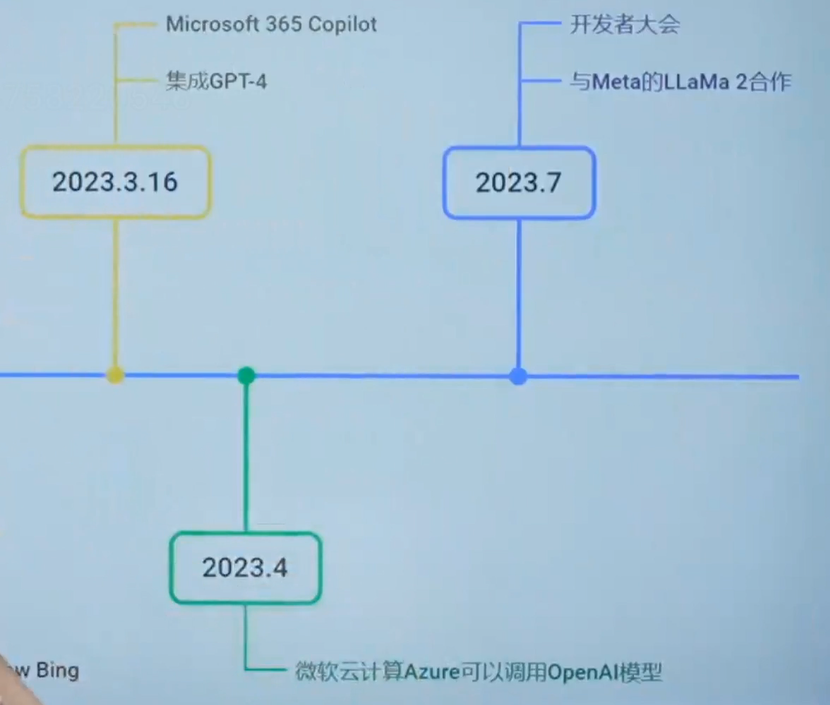 Microsoft 365 Copilot
集成GPT-4
2023.3.16
开发者大会
与Meta的LLaMa 2合作
2023.7
2023.4
微软云计算Azure可以调用OpenAI模型
w Bing